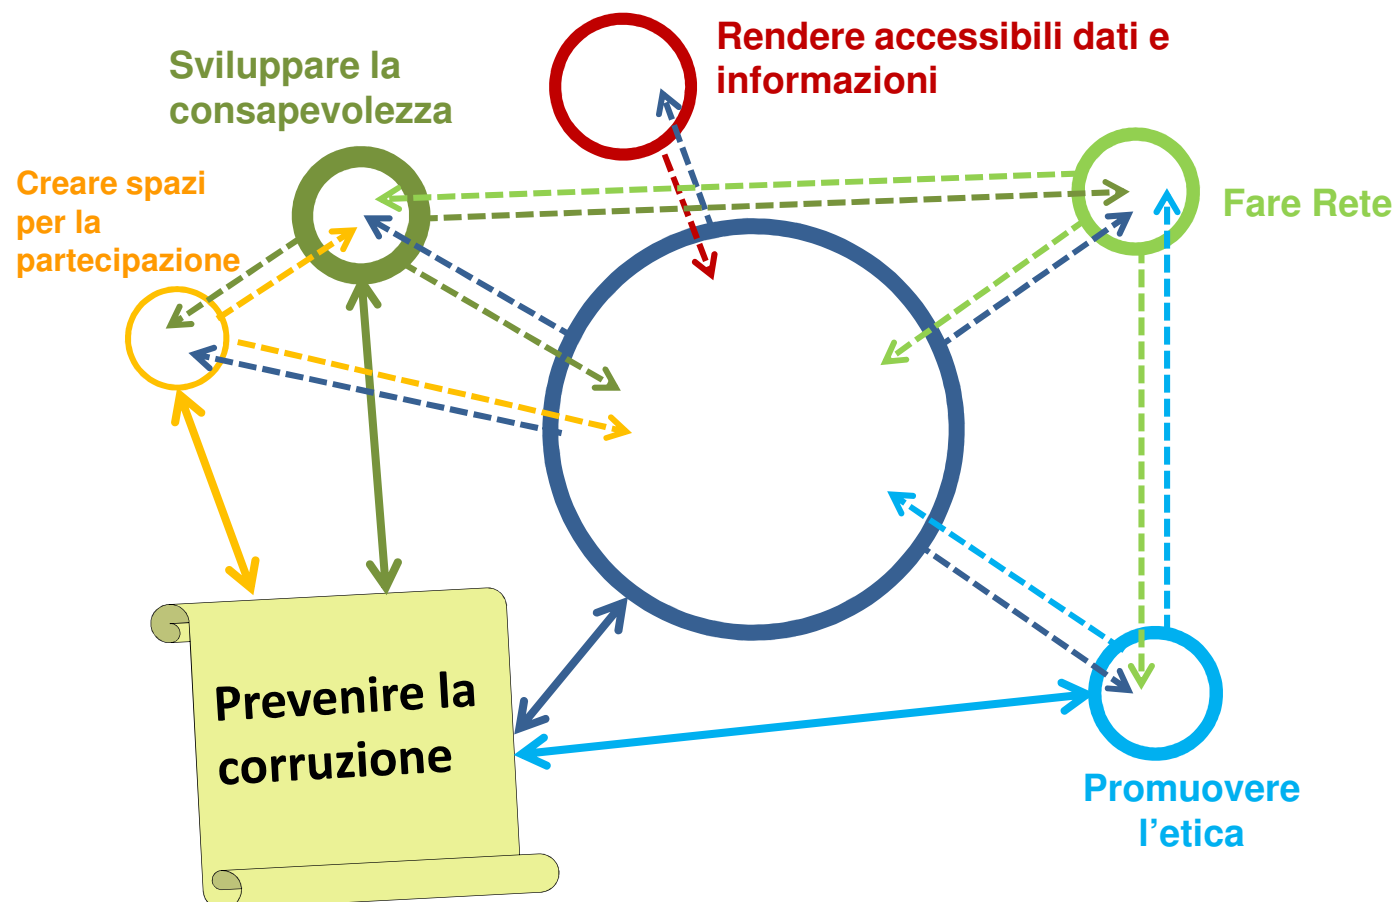 Rendere accessibili dati e
informazioni
Sviluppare la
consapevolezza
Creare spazi
per la
partecipazione
Fare Rete
Prevenire la
corruzione
Promuovere
l’etica